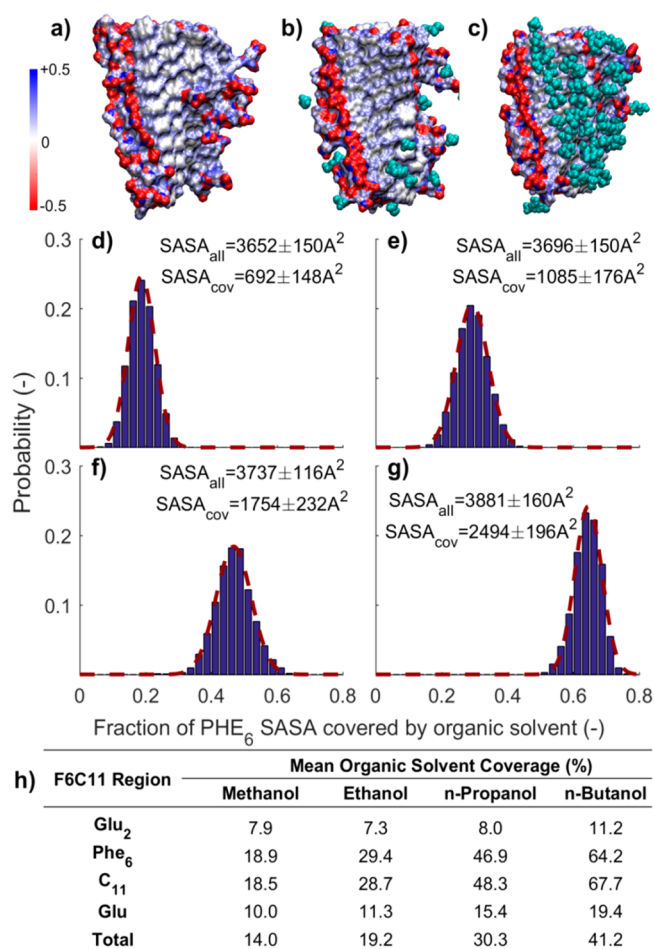 a)
b)
c)
+0.5
0
-0.5
d)
SASA_all=3652±150A^2
SASA_cov=692±148A^2
e)
SASA_all=3696±150A^2
SASA_cov=1085±176A^2
0.3
0.2
0.1
f)
SASA_all=3737±116A^2
SASA_cov=1754±232A^2
g)
SASA_all=3881±160A^2
SASA_cov=2494±196A^2
0.3
0.2
0.1
Probability (-)
0 0.2 0.4 0.6 0.8
0 0.2 0.4 0.6 0.8
Fraction of PHE_6 SASA covered by organic solvent (-)
h)
F6C11 Region Mean Organic Solvent Coverage (%)
Methanol Ethanol n-Propanol n-Butanol
Glu_2 7.9 7.3 8.0 11.2
Phe_6 18.9 29.4 46.9 64.2
C_11 18.5 28.7 48.3 67.7
Glu 10.0 11.3 15.4 19.4
Total 14.0 19.2 30.3 41.2